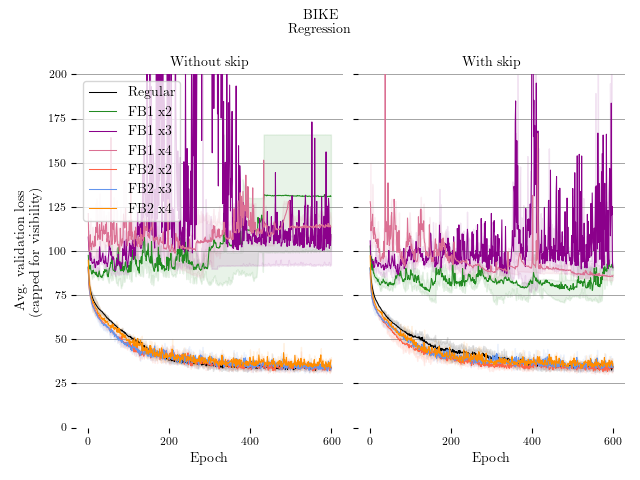 BIKE
Regression
Without skip
With skip
Avg. validation loss
(capped for visibility)
200
175
150
125
100
75
50
25
0
Regular
FB1 x2
FB1 x3
FB1 x4
FB2 x2
FB2 x3
FB2 x4
0 200 400 600
0 200 400 600
Epoch
Epoch